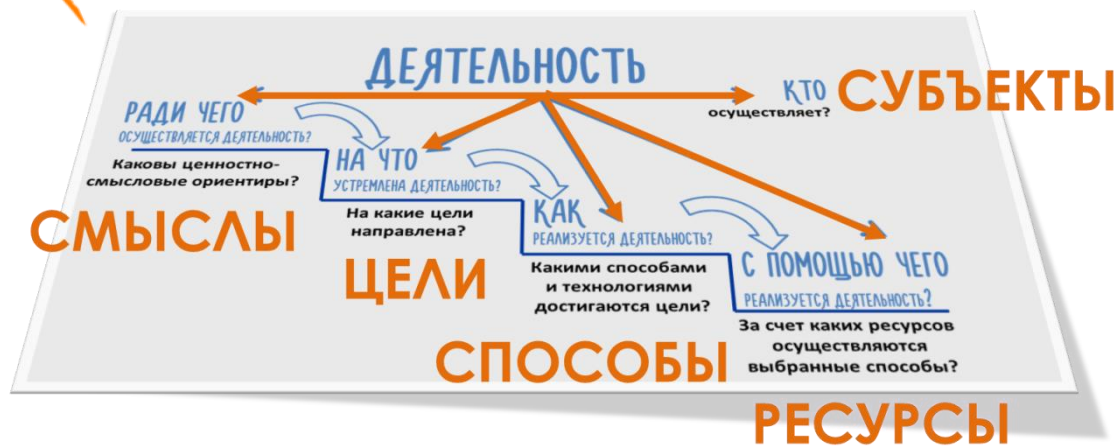 ДЕЯТЕЛЬНОСТЬ
КТО
осуществляет?
СУБЪЕКТЫ
РАДИ ЧЕГО
ОСУЩЕСТВЛЯЕТСЯ ДЕЯТЕЛЬНОСТЬ?
Каковы ценностно-
смысловые ориентиры?
СМЫСЛЫ
НА ЧТО
УСТРЕМЛЕНА ДЕЯТЕЛЬНОСТЬ?
На какие цели
направлена?
ЦЕЛИ
КАК
РЕАЛИЗУЕТСЯ ДЕЯТЕЛЬНОСТЬ?
Какими способами
и технологиями
достигаются цели?
СПОСОБЫ
С ПОМОЩЬЮ ЧЕГО
РЕАЛИЗУЕТСЯ ДЕЯТЕЛЬНОСТЬ?
За счет каких ресурсов
осуществляются
выбранные способы?
РЕСУРСЫ